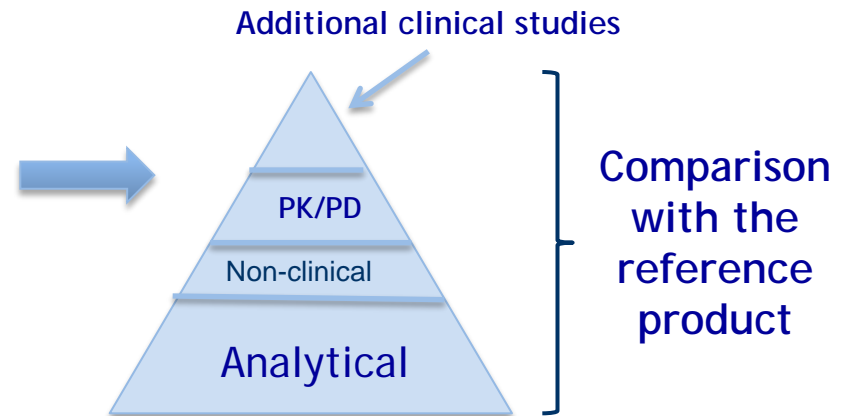 Additional clinical studies
PK/PD
Non-clinical
Analytical
Comparison
with the
reference
product